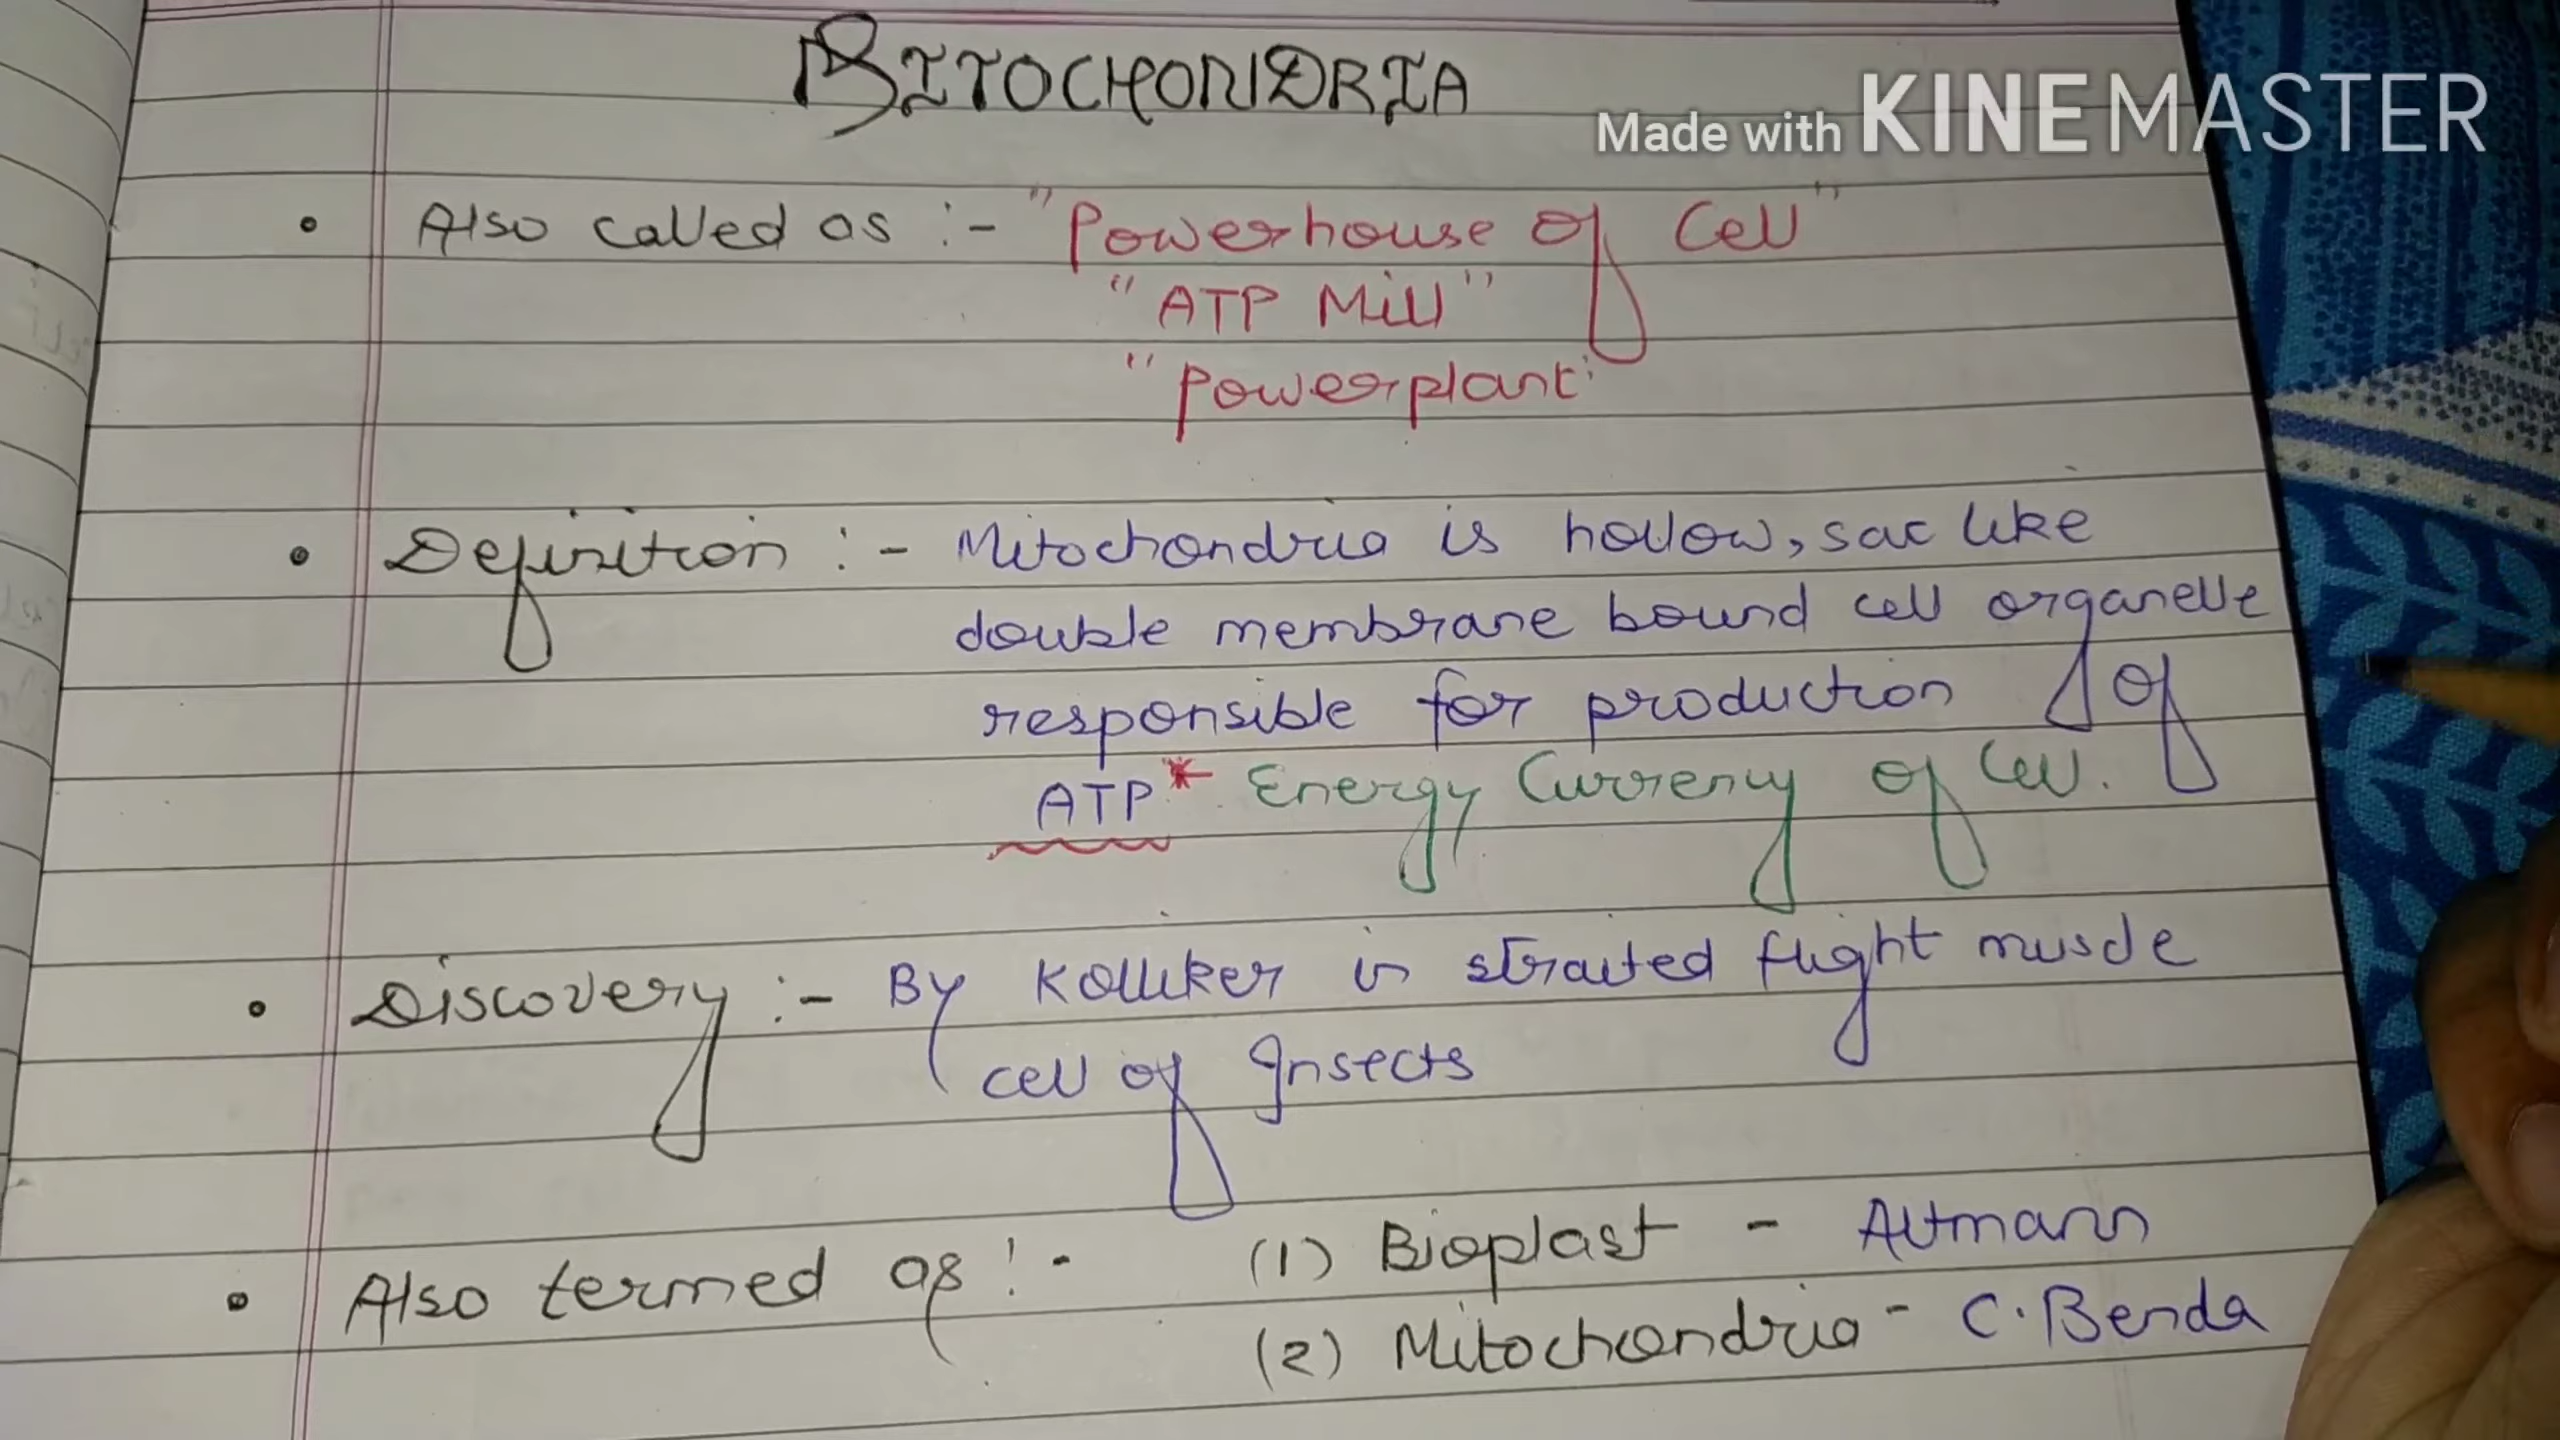 MITOCHONDRIA
Made with KINEMASTER
• Also called as :- "Powerhouse of Cell"
"ATP Mill"
"Powerplant"
• Definition :- Mitochondria is hollow, sac like
double membrane bound cell organelle
responsible for production of
ATP* Energy Currency of Cell.
• Discovery :- By Kolliker in straited flight muscle
cell of Insects
• Also termed as :- (1) Bioplast - Altmann
(2) Mitochondria - C. Benda